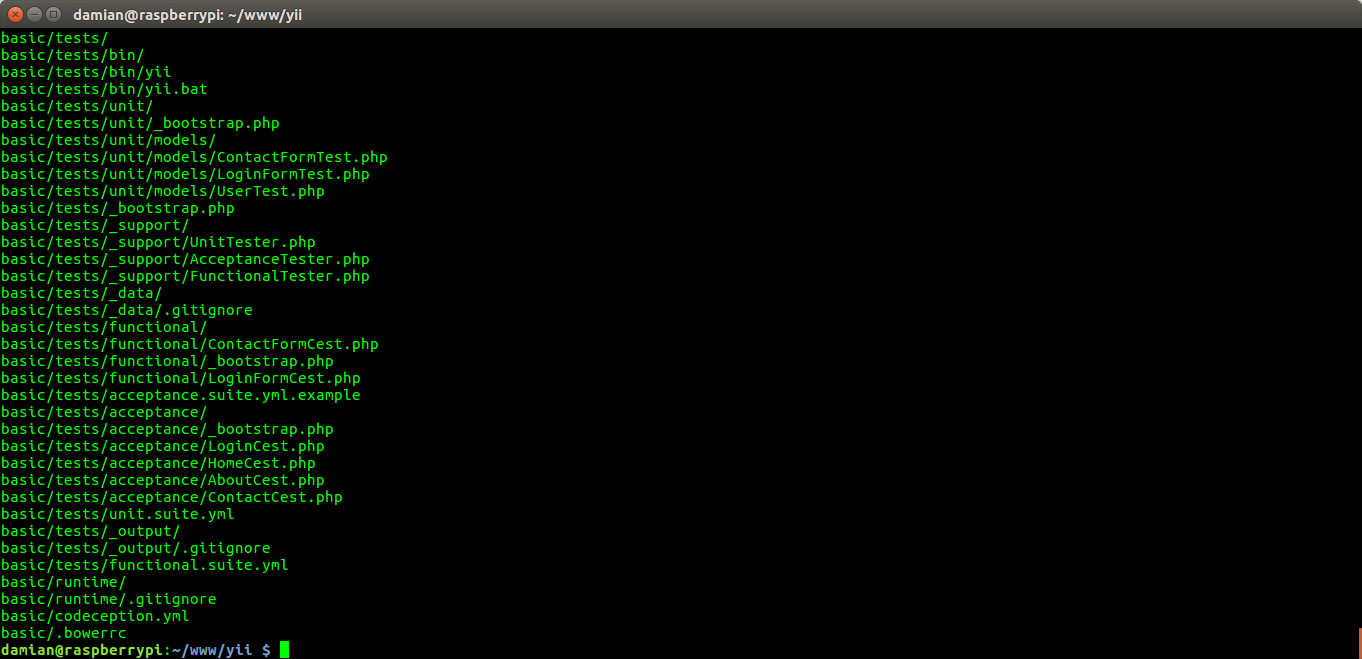 damian@raspberrypi: ~/www/yii
basic/tests/
basic/tests/bin/
basic/tests/bin/yii
basic/tests/bin/yii.bat
basic/tests/unit/
basic/tests/unit/_bootstrap.php
basic/tests/unit/models/
basic/tests/unit/models/ContactFormTest.php
basic/tests/unit/models/LoginFormTest.php
basic/tests/unit/models/UserTest.php
basic/tests/_bootstrap.php
basic/tests/_support/
basic/tests/_support/UnitTester.php
basic/tests/_support/AcceptanceTester.php
basic/tests/_support/FunctionalTester.php
basic/tests/_data/
basic/tests/_data/.gitignore
basic/tests/functional/
basic/tests/functional/ContactFormCest.php
basic/tests/functional/_bootstrap.php
basic/tests/functional/LoginFormCest.php
basic/tests/acceptance.suite.yml.example
basic/tests/acceptance/
basic/tests/acceptance/_bootstrap.php
basic/tests/acceptance/LoginCest.php
basic/tests/acceptance/HomeCest.php
basic/tests/acceptance/AboutCest.php
basic/tests/acceptance/ContactCest.php
basic/tests/unit.suite.yml
basic/tests/_output/
basic/tests/_output/.gitignore
basic/tests/functional.suite.yml
basic/runtime/
basic/runtime/.gitignore
basic/codeception.yml
basic/.bowerrc
damian@raspberrypi:~/www/yii $